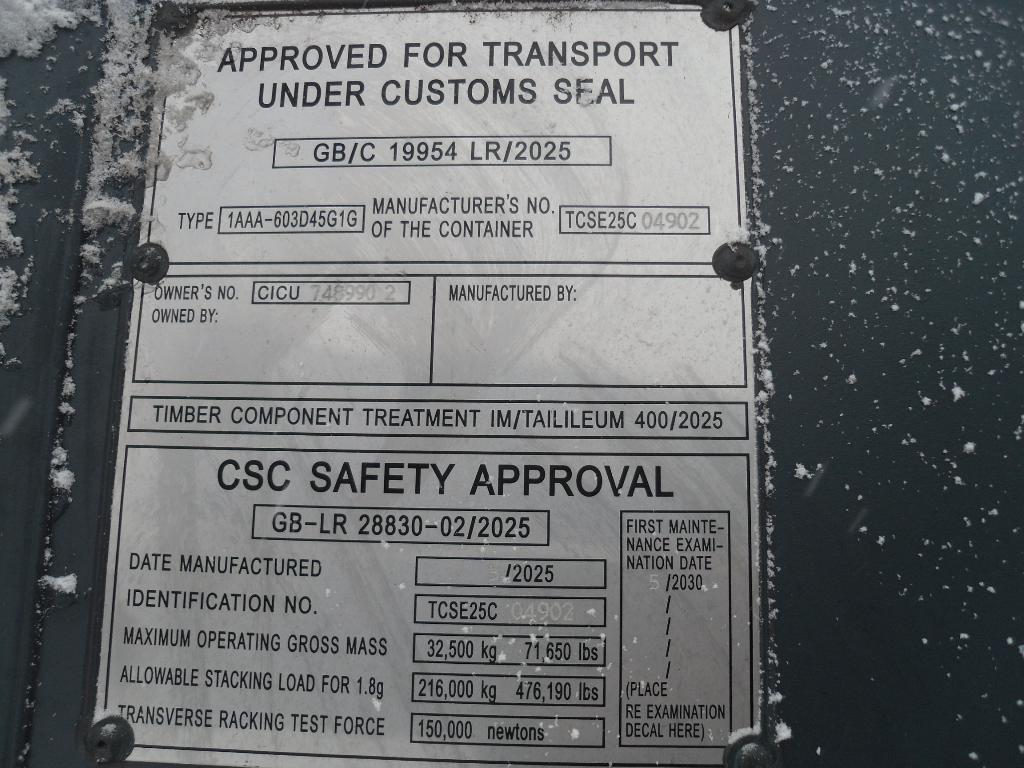 APPROVED FOR TRANSPORT
UNDER CUSTOMS SEAL
GB/C 19954 LR/2025
TYPE 1AAA-603D45G1G MANUFACTURER'S NO.
OF THE CONTAINER TCSE25C 04902
OWNER'S NO. CICU 748990 2
OWNED BY:
MANUFACTURED BY:
TIMBER COMPONENT TREATMENT IM/TAILILEUM 400/2025
CSC SAFETY APPROVAL
GB-LR 28830-02/2025
DATE MANUFACTURED 5/2025
IDENTIFICATION NO. TCSE25C 04902
MAXIMUM OPERATING GROSS MASS 32,500 kg 71,650 lbs
ALLOWABLE STACKING LOAD FOR 1.8g 216,000 kg 476,190 lbs
TRANSVERSE RACKING TEST FORCE 150,000 newtons
FIRST MAINTE-
NANCE EXAMI-
NATION DATE
5 /2030
/
/
/
/
(PLACE
RE EXAMINATION
DECAL HERE)